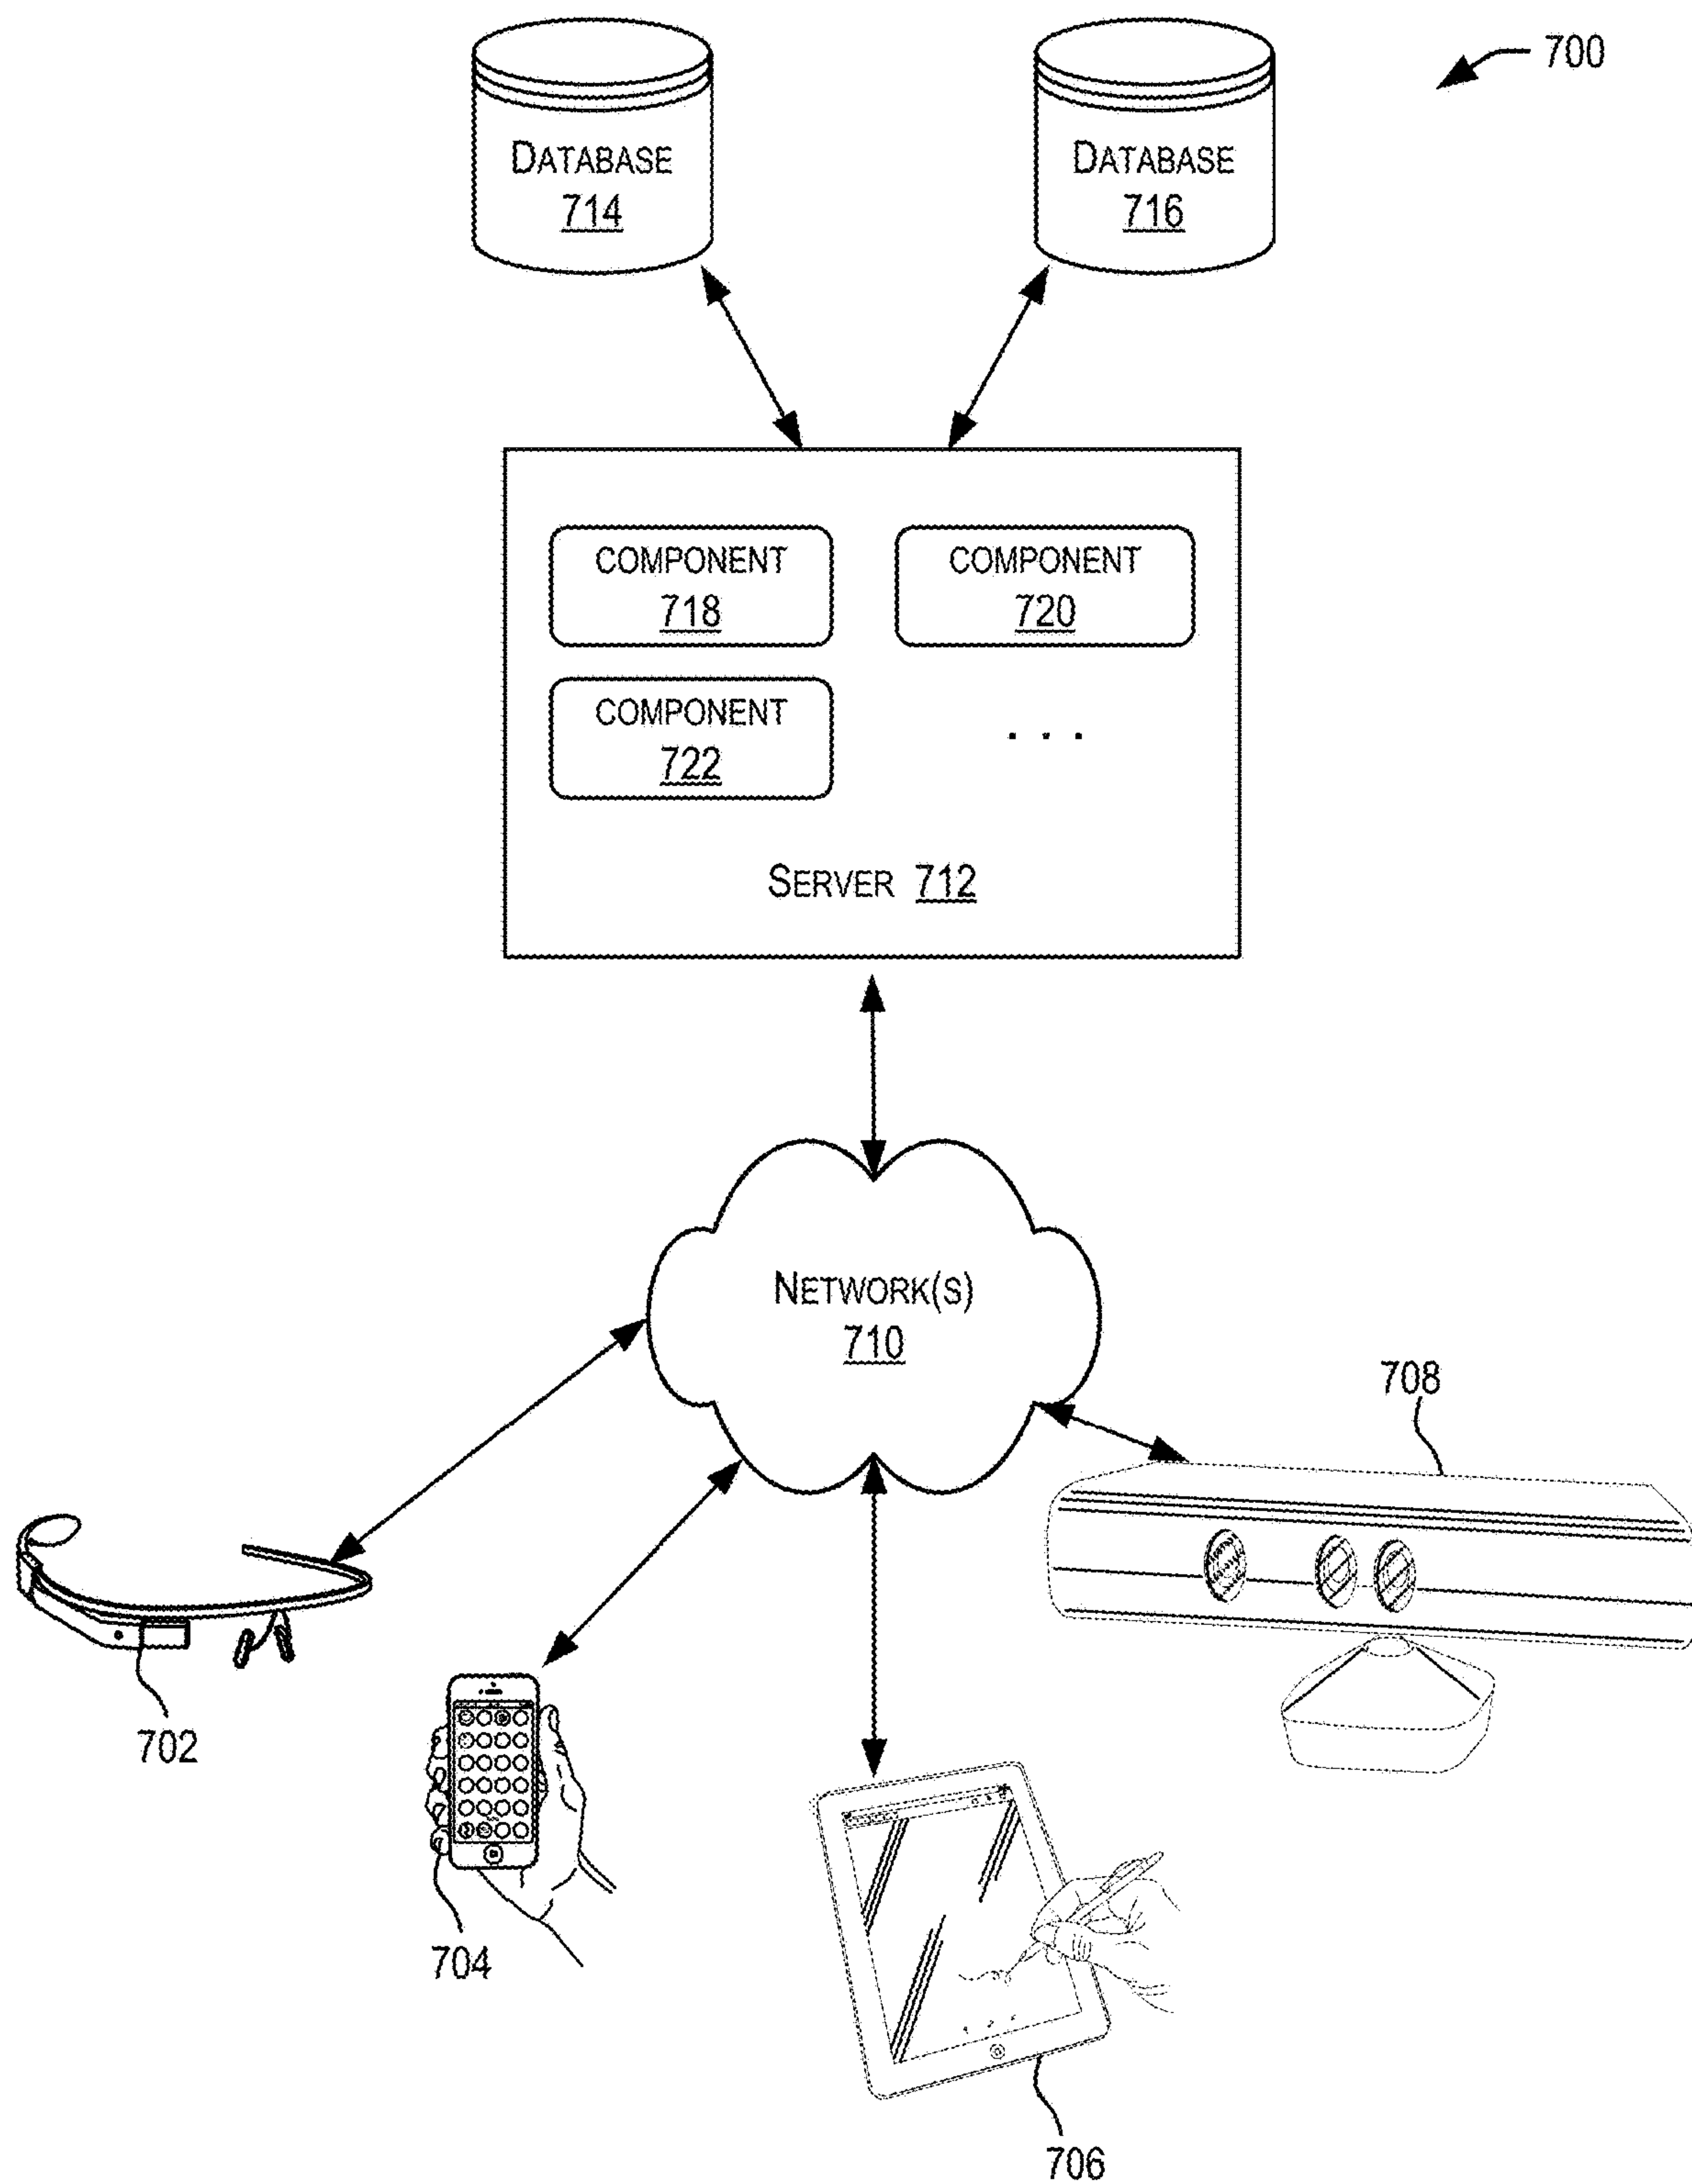 700
DATABASE
714
DATABASE
716
COMPONENT
718
COMPONENT
720
COMPONENT
722
. . .
SERVER 712
NETWORK(S)
710
708
702
704
706